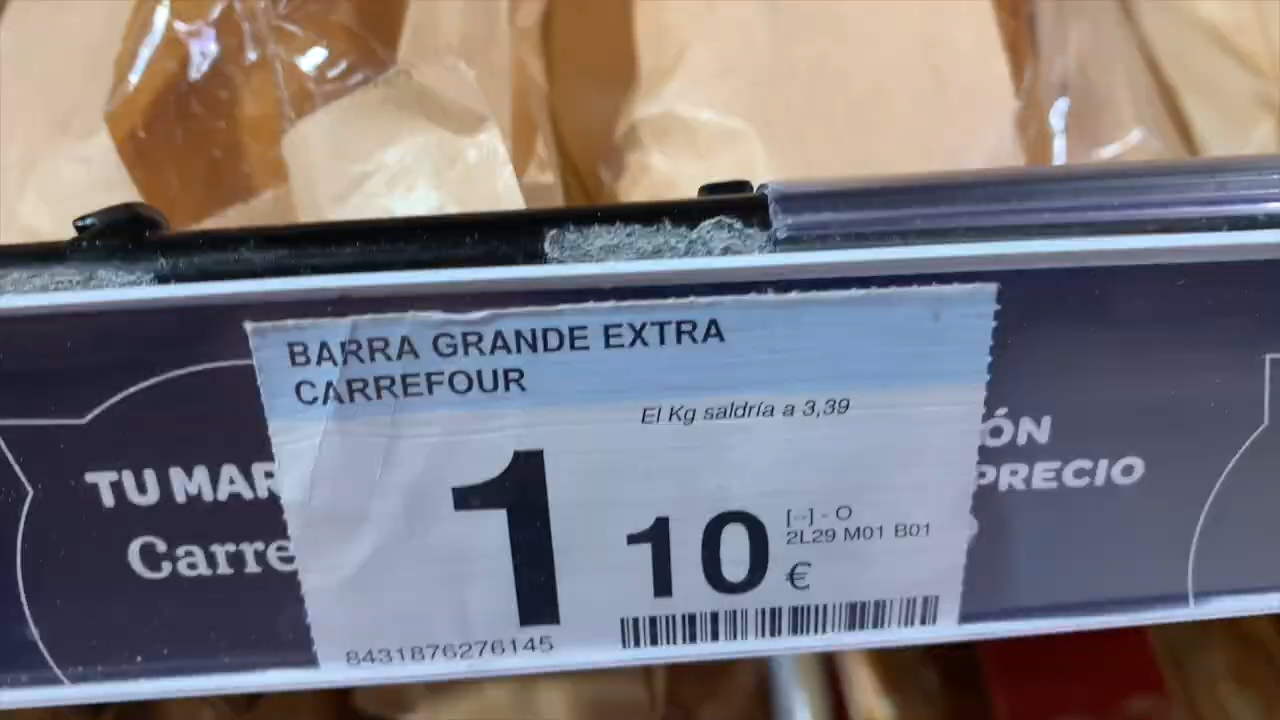 BARRA GRANDE EXTRA
CARREFOUR
El Kg saldría a 3,39
1 10 €
[--] - O
2L29 M01 B01
8431876276145
TU MAR
Carre
ÓN
PRECIO